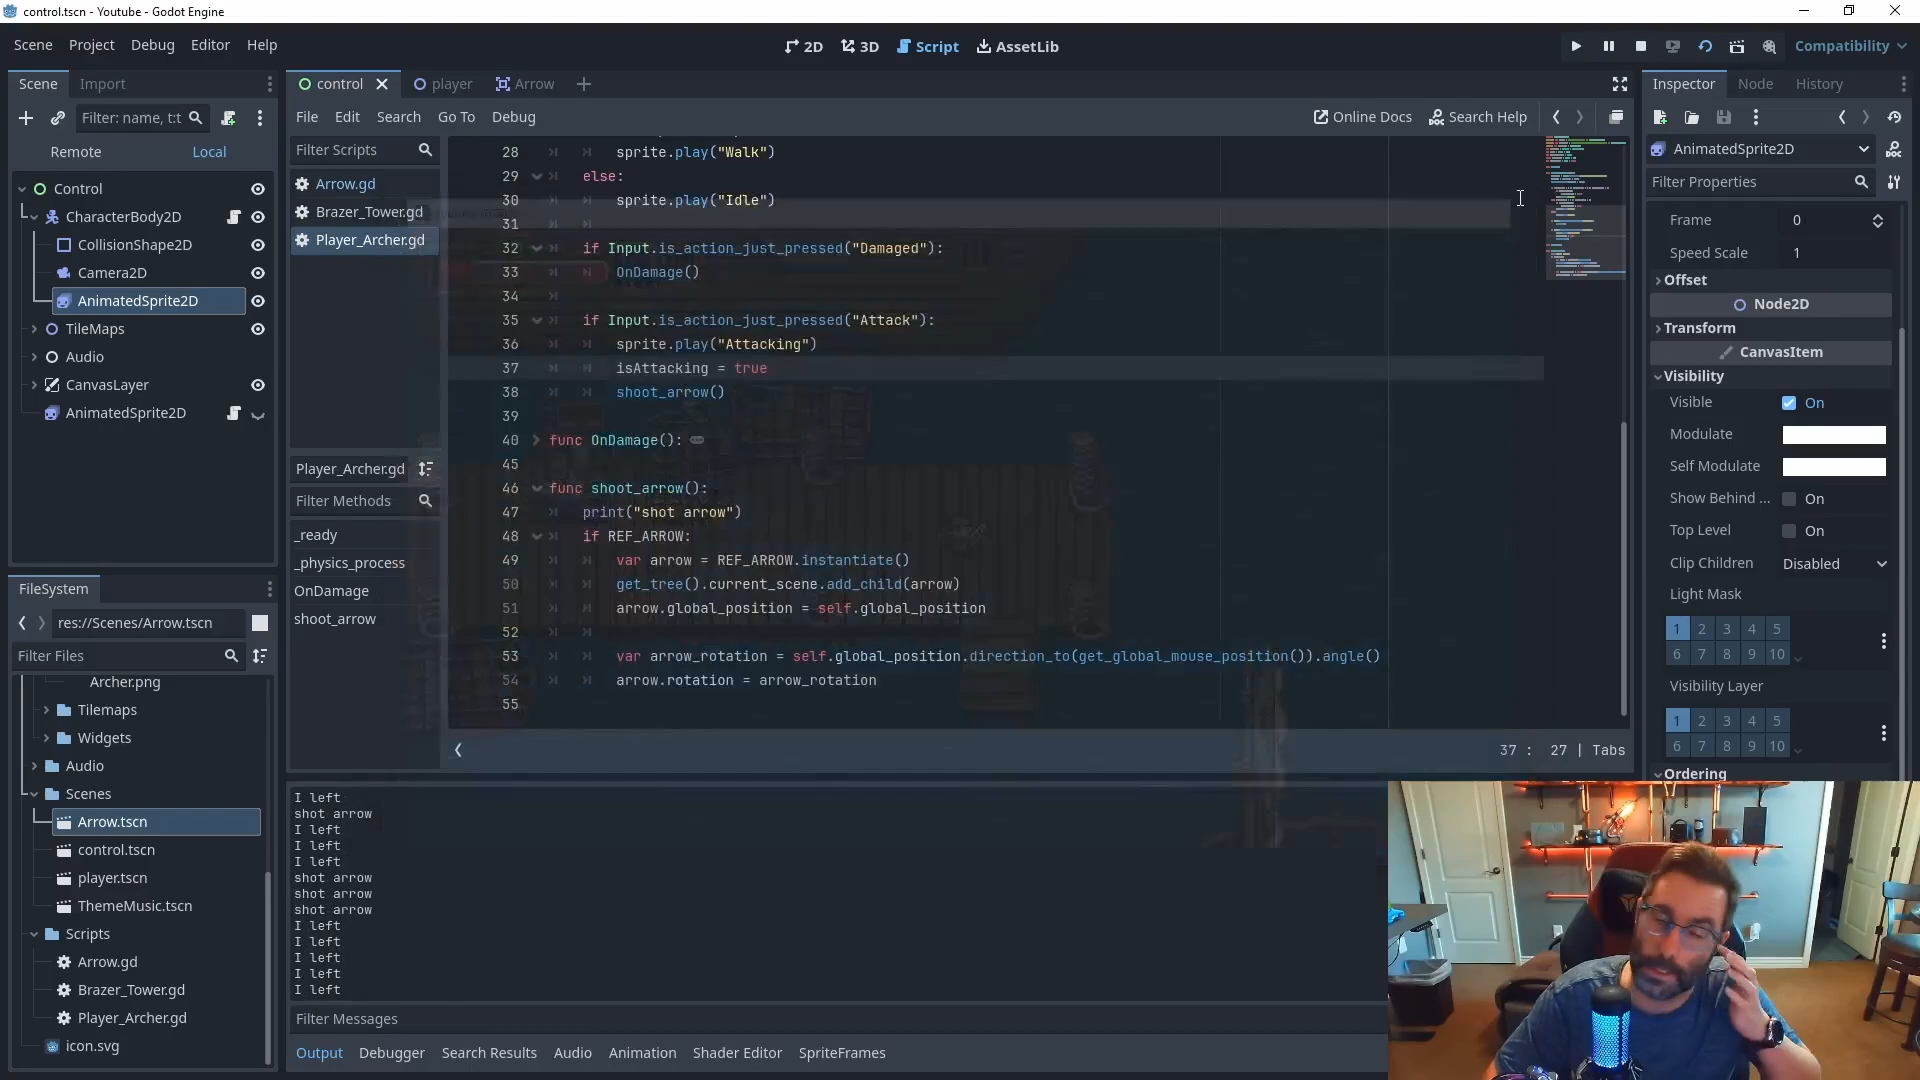 control.tscn - Youtube - Godot Engine
Scene Project Debug Editor Help
2D 3D Script AssetLib
Compatibility
Scene Import
Filter: name, t:t
Remote Local
Control
CharacterBody2D
CollisionShape2D
Camera2D
AnimatedSprite2D
TileMaps
Audio
CanvasLayer
AnimatedSprite2D
FileSystem
res://Scenes/Arrow.tscn
Filter Files
Archer.png
Tilemaps
Widgets
Audio
Scenes
Arrow.tscn
control.tscn
player.tscn
ThemeMusic.tscn
Scripts
Arrow.gd
Brazer_Tower.gd
Player_Archer.gd
icon.svg
control player Arrow
File Edit Search Go To Debug
Online Docs Search Help
Filter Scripts
Arrow.gd
Brazer_Tower.gd
Player_Archer.gd
Player_Archer.gd
Filter Methods
_ready
_physics_process
OnDamage
shoot_arrow
28 sprite.play("Walk")
29 else:
30 sprite.play("Idle")
31
32 if Input.is_action_just_pressed("Damaged"):
33 OnDamage()
34
35 if Input.is_action_just_pressed("Attack"):
36 sprite.play("Attacking")
37 isAttacking = true
38 shoot_arrow()
39
40 func OnDamage():
45
46 func shoot_arrow():
47 print("shot arrow")
48 if REF_ARROW:
49 var arrow = REF_ARROW.instantiate()
50 get_tree().current_scene.add_child(arrow)
51 arrow.global_position = self.global_position
52
53 var arrow_rotation = self.global_position.direction_to(get_global_mouse_position()).angle()
54 arrow.rotation = arrow_rotation
55
37 : 27 | Tabs
I left
shot arrow
I left
I left
I left
shot arrow
shot arrow
shot arrow
I left
I left
I left
I left
I left
Filter Messages
Output Debugger Search Results Audio Animation Shader Editor SpriteFrames
Inspector Node History
AnimatedSprite2D
Filter Properties
Frame 0
Speed Scale 1
Offset
Node2D
Transform
CanvasItem
Visibility
Visible On
Modulate
Self Modulate
Show Behind ... On
Top Level On
Clip Children Disabled
Light Mask
1 2 3 4 5
6 7 8 9 10
Visibility Layer
1 2 3 4 5
6 7 8 9 10
Ordering